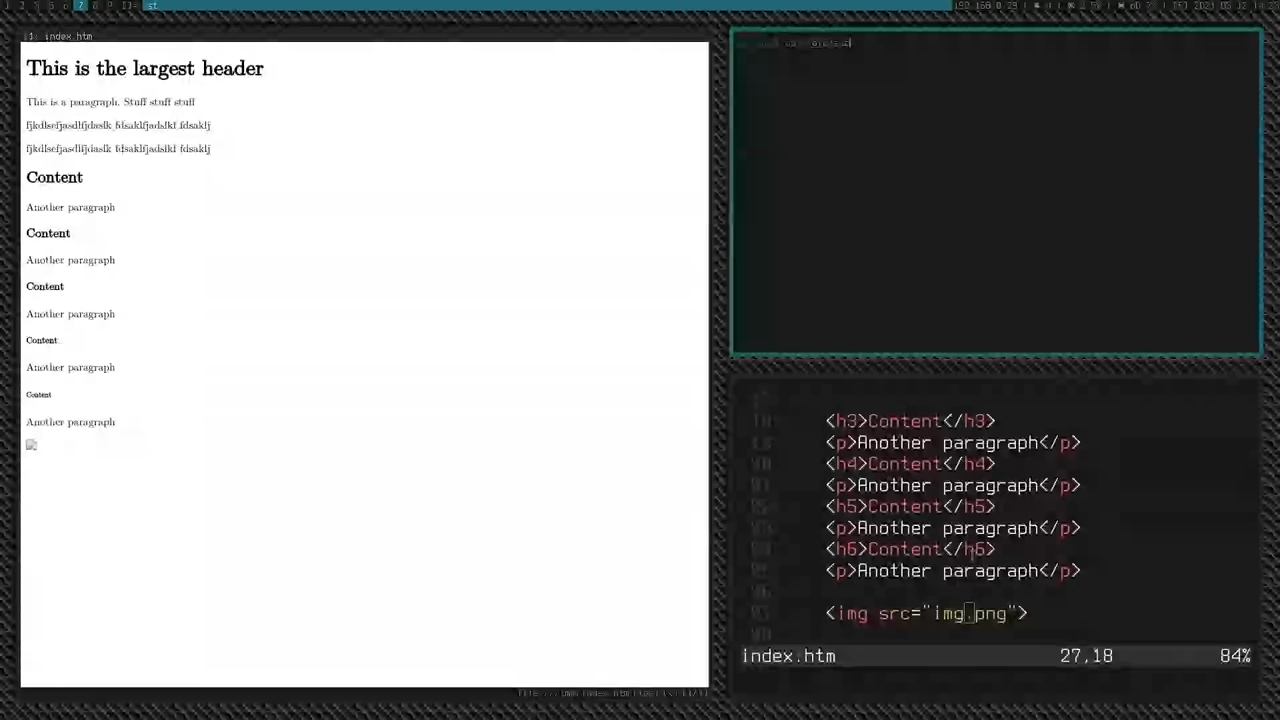 st
index.htm
This is the largest header
This is a paragraph. Stuff stuff stuff
Content
Another paragraph
Content
Another paragraph
Content
Another paragraph
Content
Another paragraph
Content
Another paragraph
<h3>Content</h3>
<p>Another paragraph</p>
<h4>Content</h4>
<p>Another paragraph</p>
<h5>Content</h5>
<p>Another paragraph</p>
<h6>Content</h6>
<p>Another paragraph</p>
<img src="img.png">
index.htm 27,18 84%